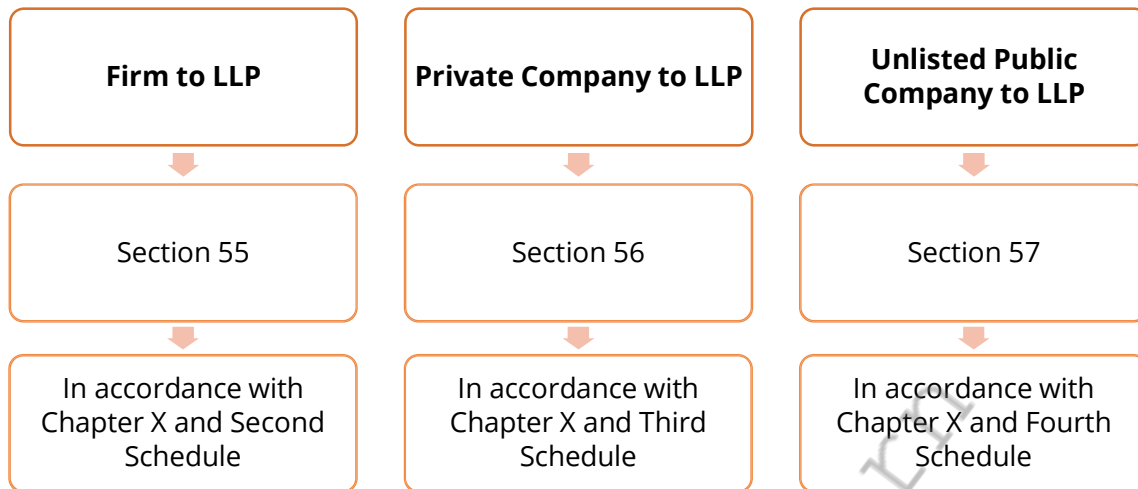 Firm to LLP
Private Company to LLP
Unlisted Public
Company to LLP
Section 55
Section 56
Section 57
In accordance with
Chapter X and Second
Schedule
In accordance with
Chapter X and Third
Schedule
In accordance with
Chapter X and Fourth
Schedule